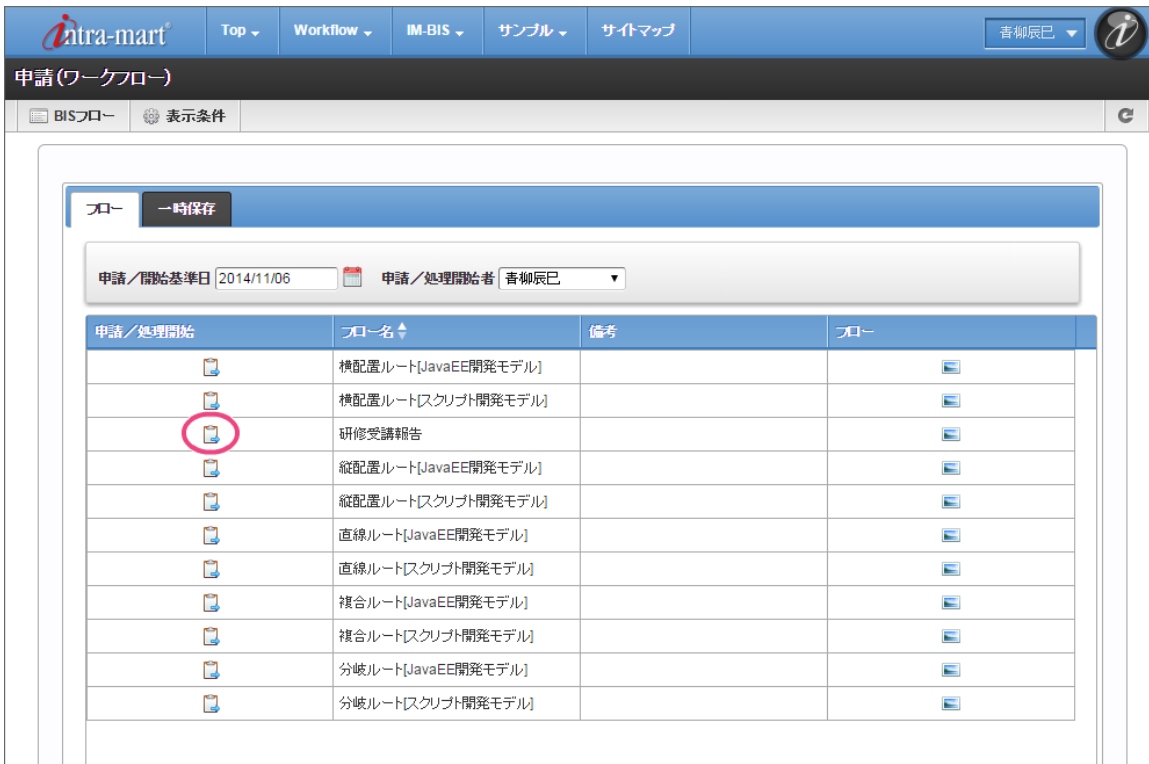 intra-mart® Top Workflow IM-BIS サンプル サイトマップ 青柳辰巳
申請(ワークフロー)
BISフロー 表示条件
フロー 一時保存
申請／開始基準日 2014/11/06 申請／処理開始者 青柳辰巳
申請／処理開始 フロー名 備考 フロー
横配置ルート[JavaEE開発モデル]
横配置ルート[スクリプト開発モデル]
研修受講報告
縦配置ルート[JavaEE開発モデル]
縦配置ルート[スクリプト開発モデル]
直線ルート[JavaEE開発モデル]
直線ルート[スクリプト開発モデル]
複合ルート[JavaEE開発モデル]
複合ルート[スクリプト開発モデル]
分岐ルート[JavaEE開発モデル]
分岐ルート[スクリプト開発モデル]